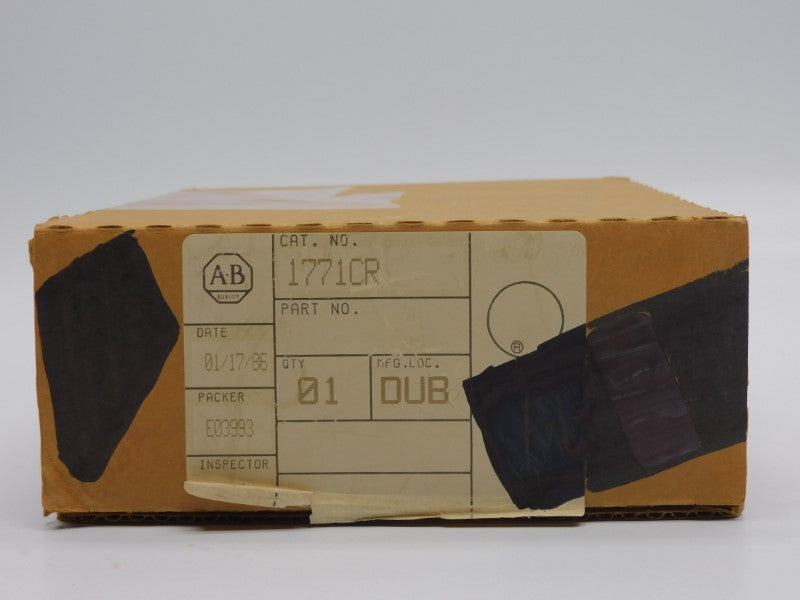 A-B
QUALITY
CAT. NO.
1771CR
PART NO.
DATE
01/17/86
QTY
01
MFG.LOC.
DUB
PACKER
E03993
INSPECTOR
®